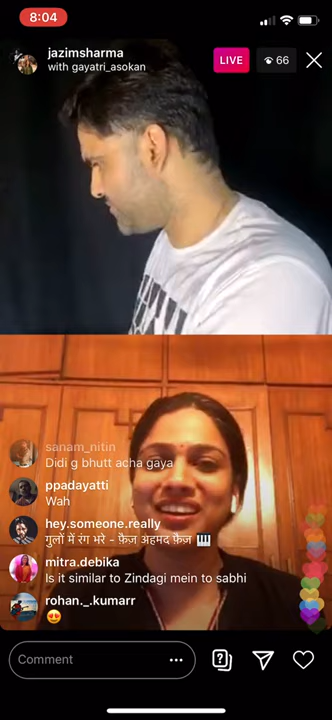 8:04
jazimsharma
with gayatri_asokan
LIVE
66
sanam_nitin
Didi g bhutt acha gaya
ppadayatti
Wah
hey.someone.really
गुलों में रंग भरे - फ़ैज़ अहमद फ़ैज़ 🎹
mitra.debika
Is it similar to Zindagi mein to sabhi
rohan._.kumarr
😍
Comment